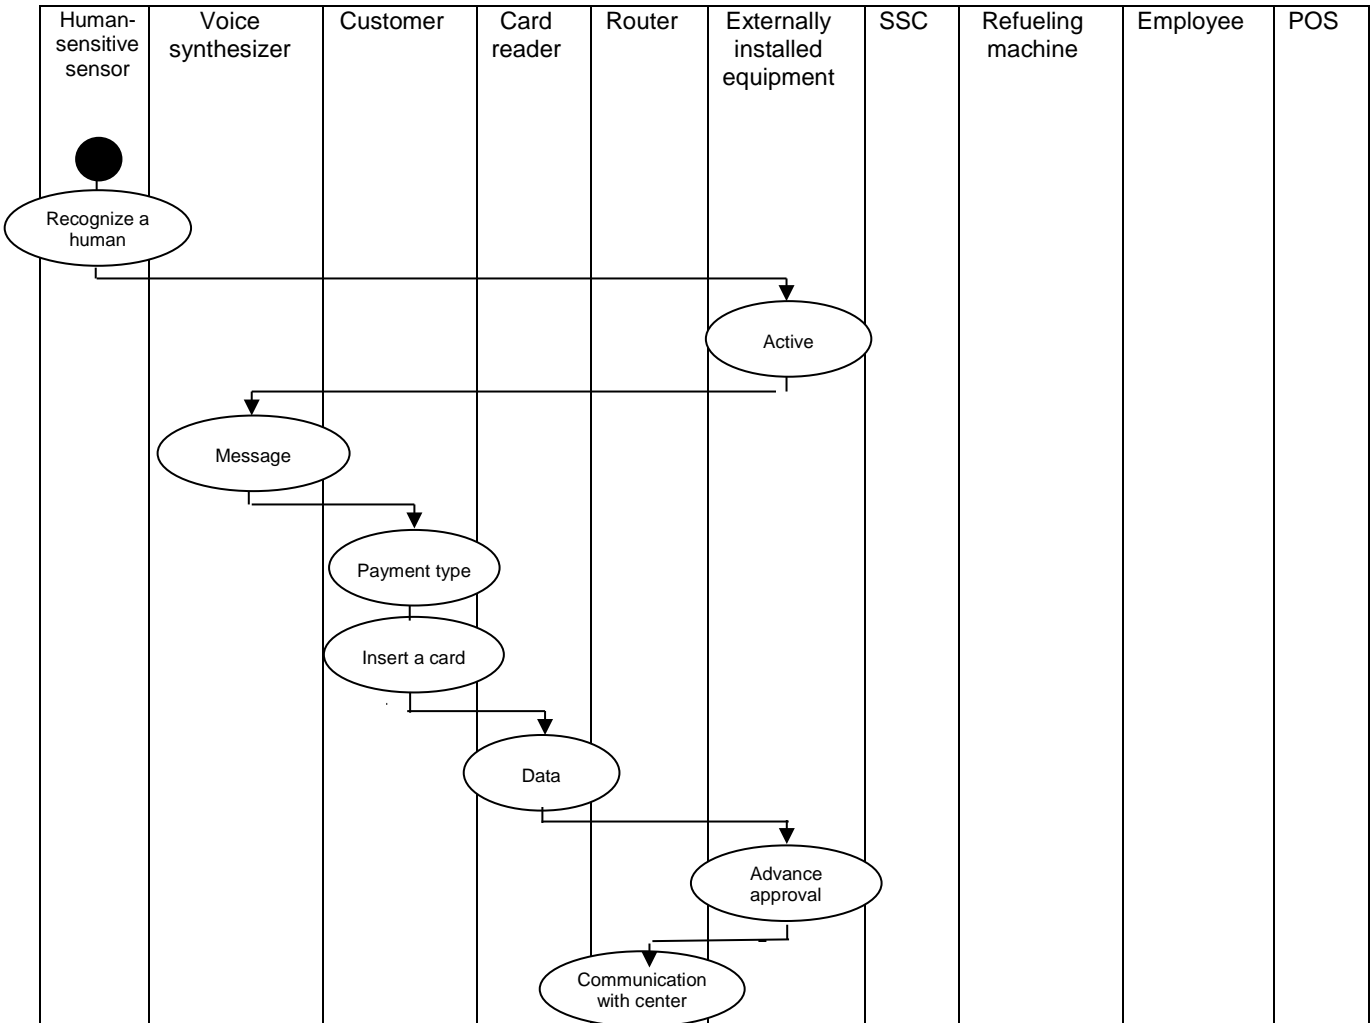 Human-
sensitive
sensor
Voice
synthesizer
Customer
Card
reader
Router
Externally
installed
equipment
SSC
Refueling
machine
Employee
POS
Recognize a
human
Active
Message
Payment type
Insert a card
Data
Advance
approval
Communication
with center